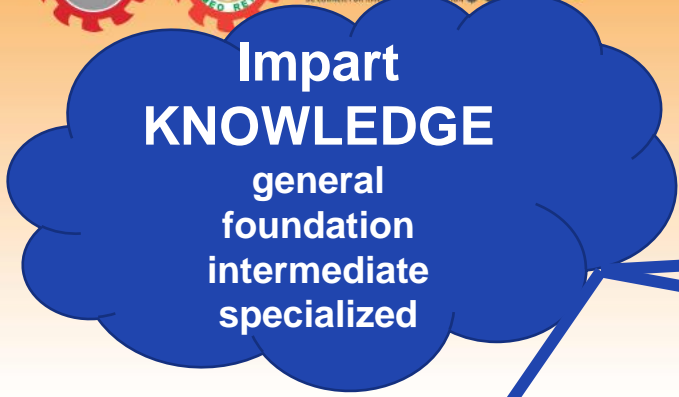 Impart
KNOWLEDGE
general
foundation
intermediate
specialized